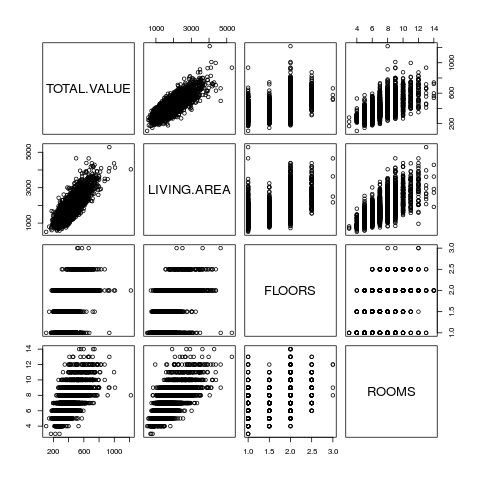 1000 3000 5000 4 6 8 10 12 14
TOTAL.VALUE
200 600 1000
1000 3000 5000
LIVING.AREA
FLOORS
1.0 1.5 2.0 2.5 3.0
4 6 8 10 12 14
ROOMS
200 600 1000 1.0 1.5 2.0 2.5 3.0